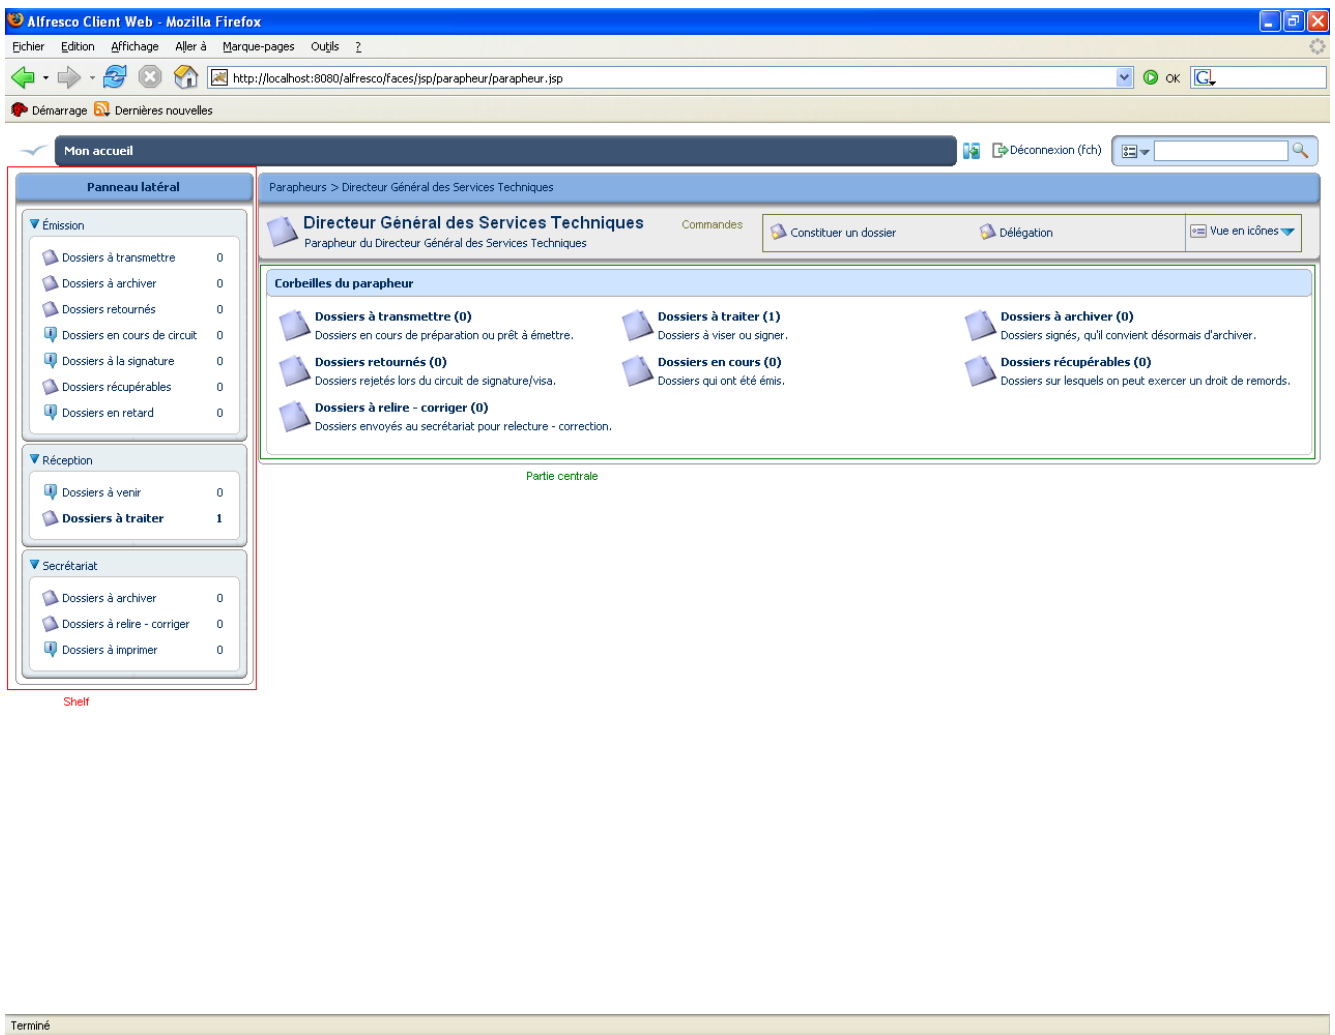 Alfresco Client Web - Mozilla Firefox
Fichier Edition Affichage Aller à Marque-pages Outils ?
http://localhost:8080/alfresco/faces/jsp/parapheur/parapheur.jsp OK G
Démarrage Dernières nouvelles
Mon accueil Déconnexion (fch)
Panneau latéral
Émission
Dossiers à transmettre 0
Dossiers à archiver 0
Dossiers retournés 0
Dossiers en cours de circuit 0
Dossiers à la signature 0
Dossiers récupérables 0
Dossiers en retard 0
Réception
Dossiers à venir 0
Dossiers à traiter 1
Secrétariat
Dossiers à archiver 0
Dossiers à relire - corriger 0
Dossiers à imprimer 0
Shelf
Parapheurs > Directeur Général des Services Techniques
Directeur Général des Services Techniques
Parapheur du Directeur Général des Services Techniques
Commandes
Constituer un dossier Délégation Vue en icônes
Corbeilles du parapheur
Dossiers à transmettre (0)
Dossiers en cours de préparation ou prêt à émettre.
Dossiers à traiter (1)
Dossiers à viser ou signer.
Dossiers à archiver (0)
Dossiers signés, qu'il convient désormais d'archiver.
Dossiers retournés (0)
Dossiers rejetés lors du circuit de signature/visa.
Dossiers en cours (0)
Dossiers qui ont été émis.
Dossiers récupérables (0)
Dossiers sur lesquels on peut exercer un droit de remords.
Dossiers à relire - corriger (0)
Dossiers envoyés au secrétariat pour relecture - correction.
Partie centrale
Terminé